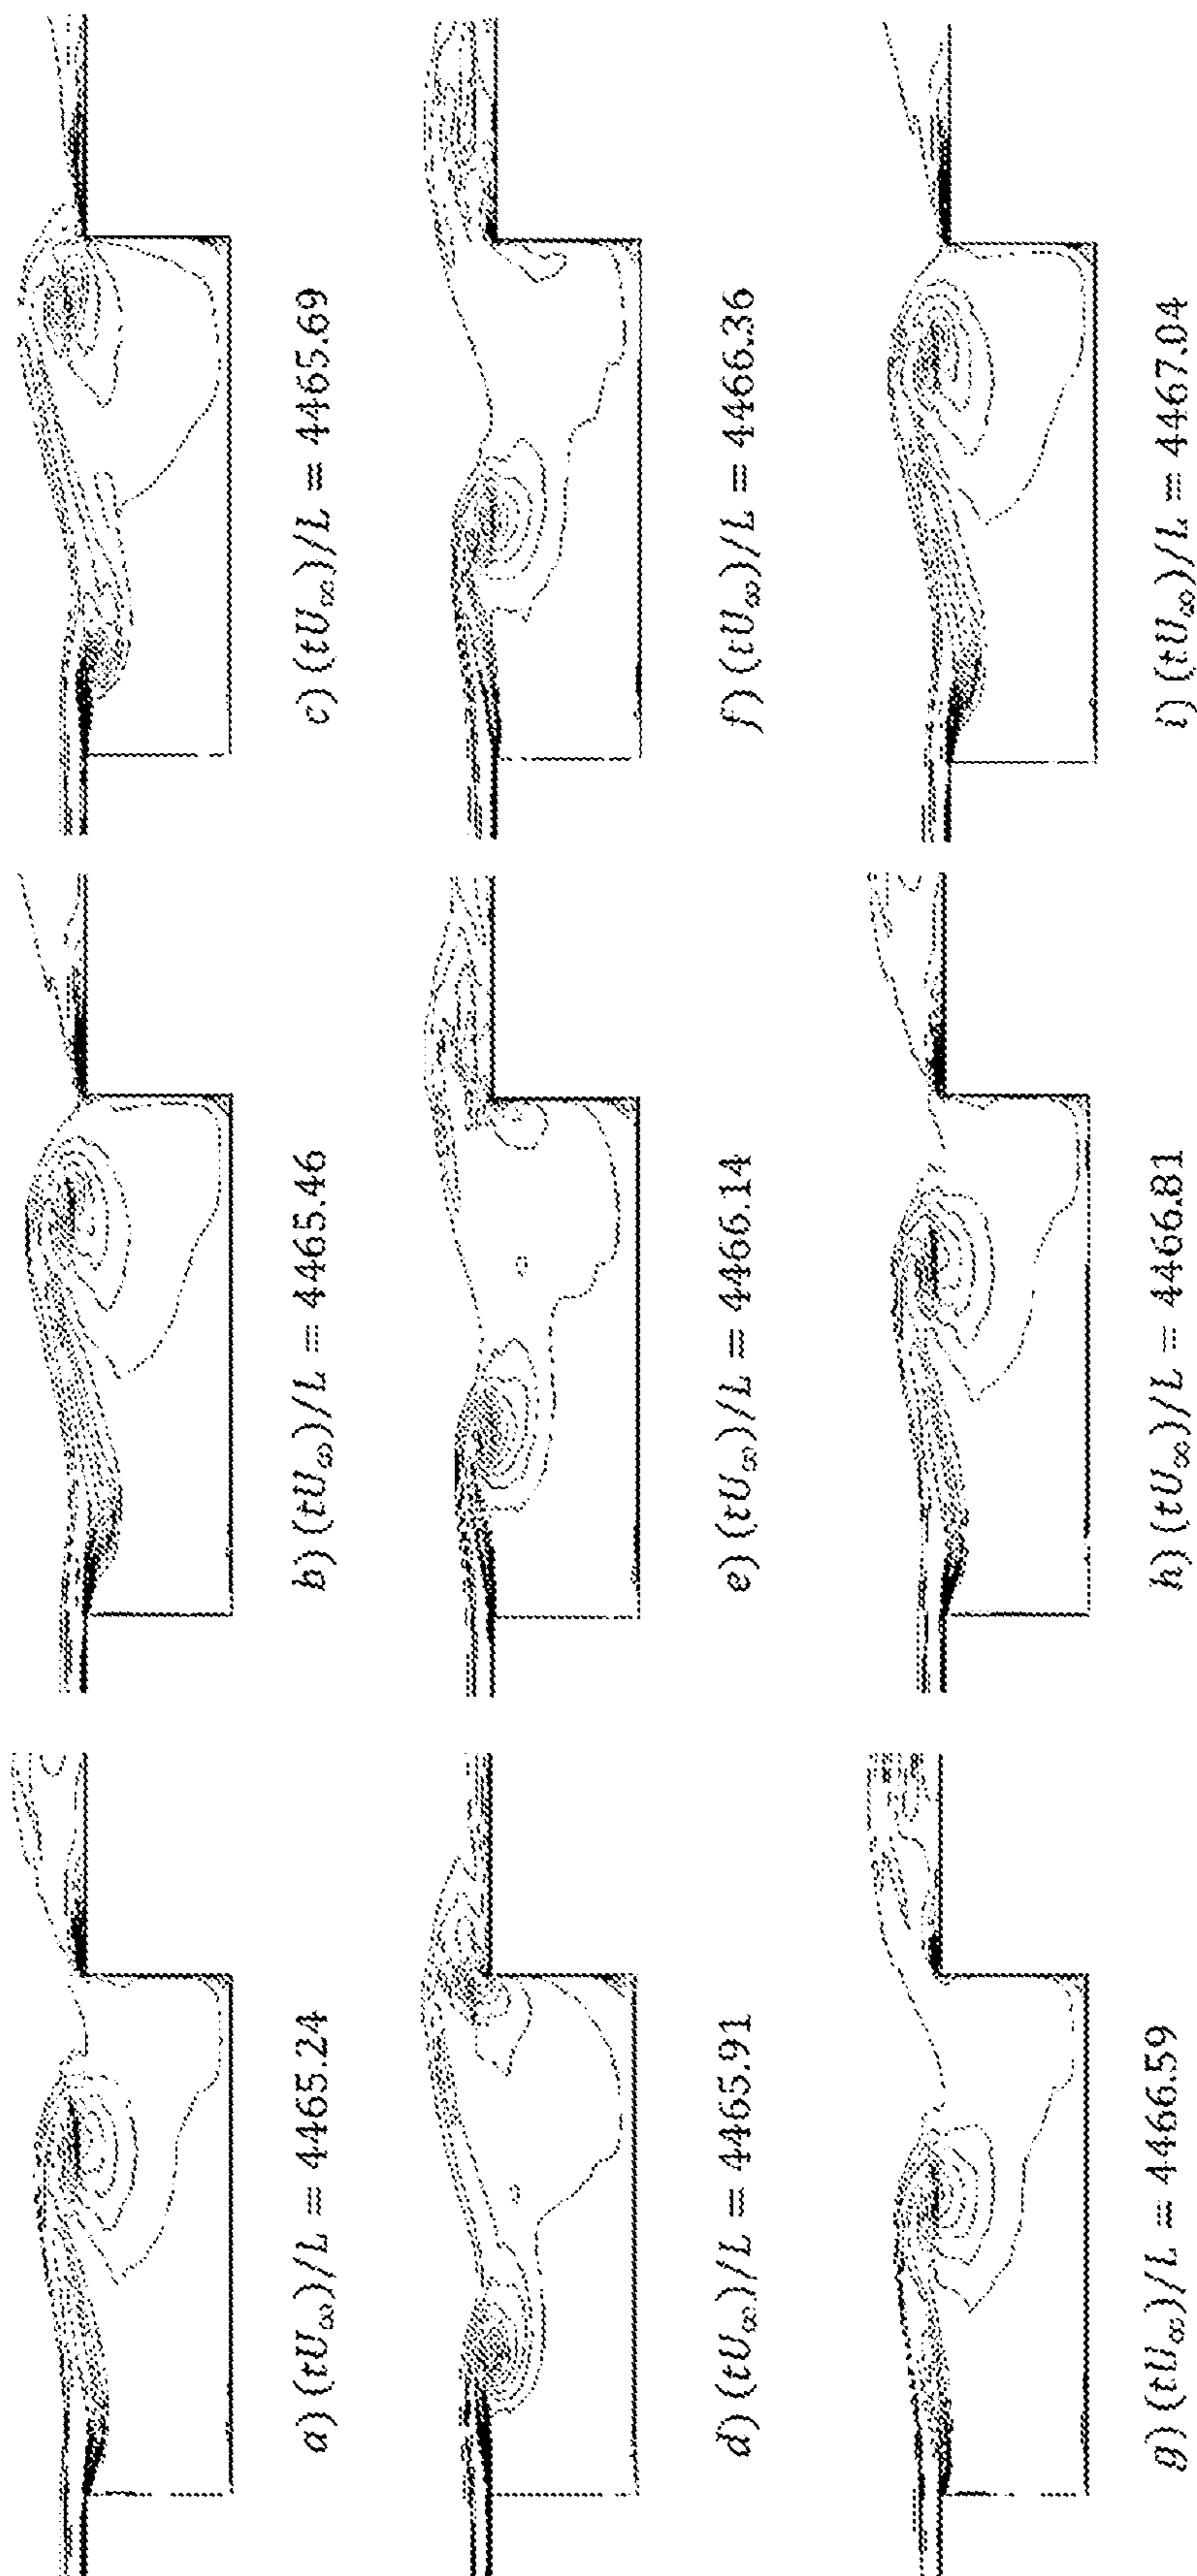 a) (tU∞)/L = 4465.24
b) (tU∞)/L = 4465.46
c) (tU∞)/L = 4465.69
d) (tU∞)/L = 4465.91
e) (tU∞)/L = 4466.14
f) (tU∞)/L = 4466.36
g) (tU∞)/L = 4466.59
h) (tU∞)/L = 4466.81
i) (tU∞)/L = 4467.04